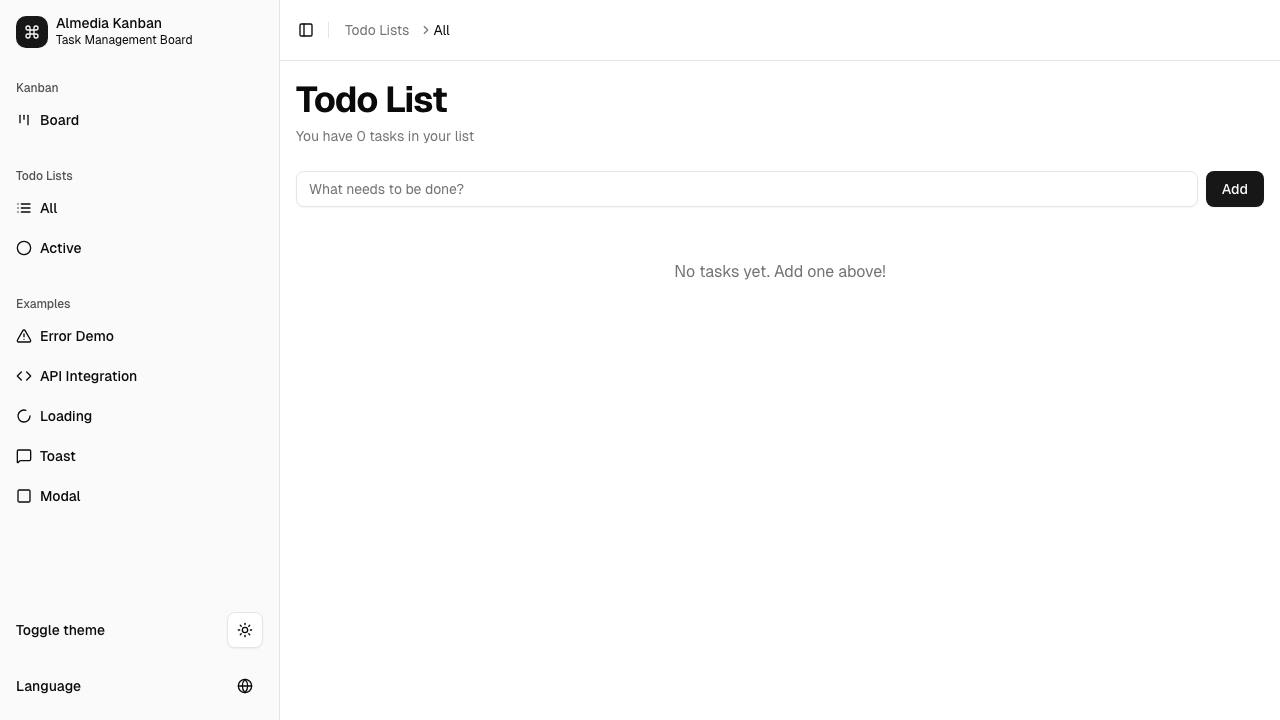 Almedia Kanban
Task Management Board
Kanban
Board
Todo Lists
All
Active
Examples
Error Demo
API Integration
Loading
Toast
Modal
Toggle theme
Language
Todo Lists
All
Todo List
You have 0 tasks in your list
What needs to be done?
Add
No tasks yet. Add one above!